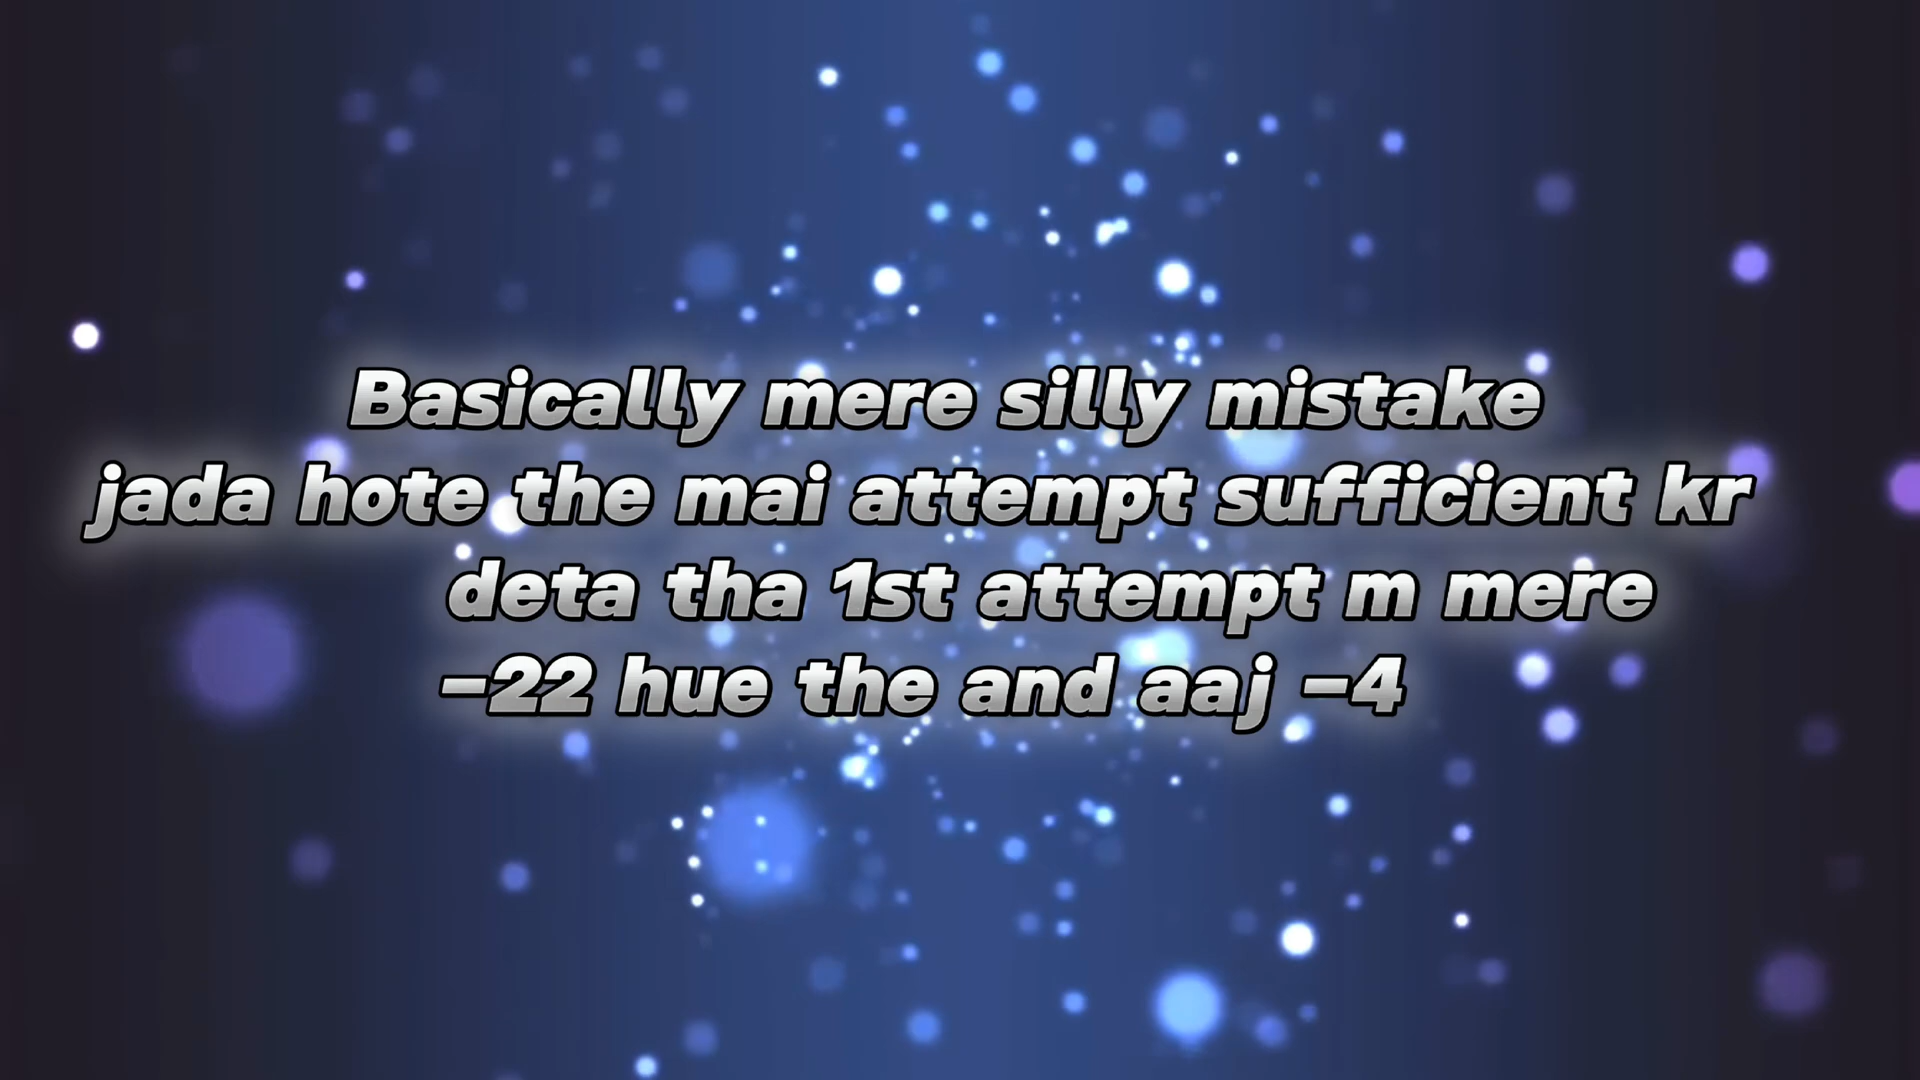 Basically mere silly mistake
jada hote the mai attempt sufficient kr
deta tha 1st attempt m mere
-22 hue the and aaj -4